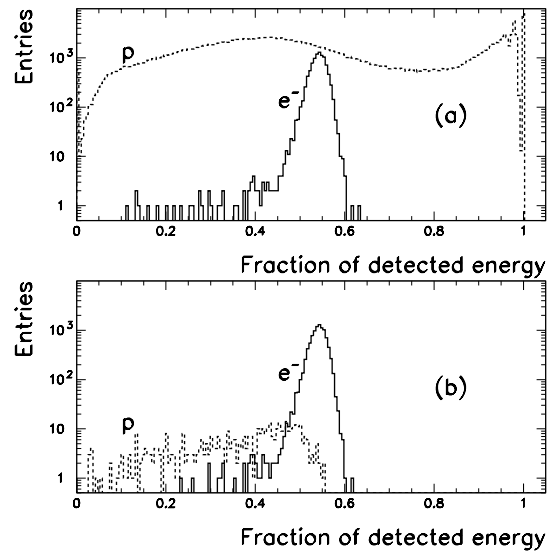 Entries
10³
10²
10
1
p
e⁻
(a)
0 0.2 0.4 0.6 0.8 1
Fraction of detected energy
Entries
10³
10²
10
1
p
e⁻
(b)
0 0.2 0.4 0.6 0.8 1
Fraction of detected energy